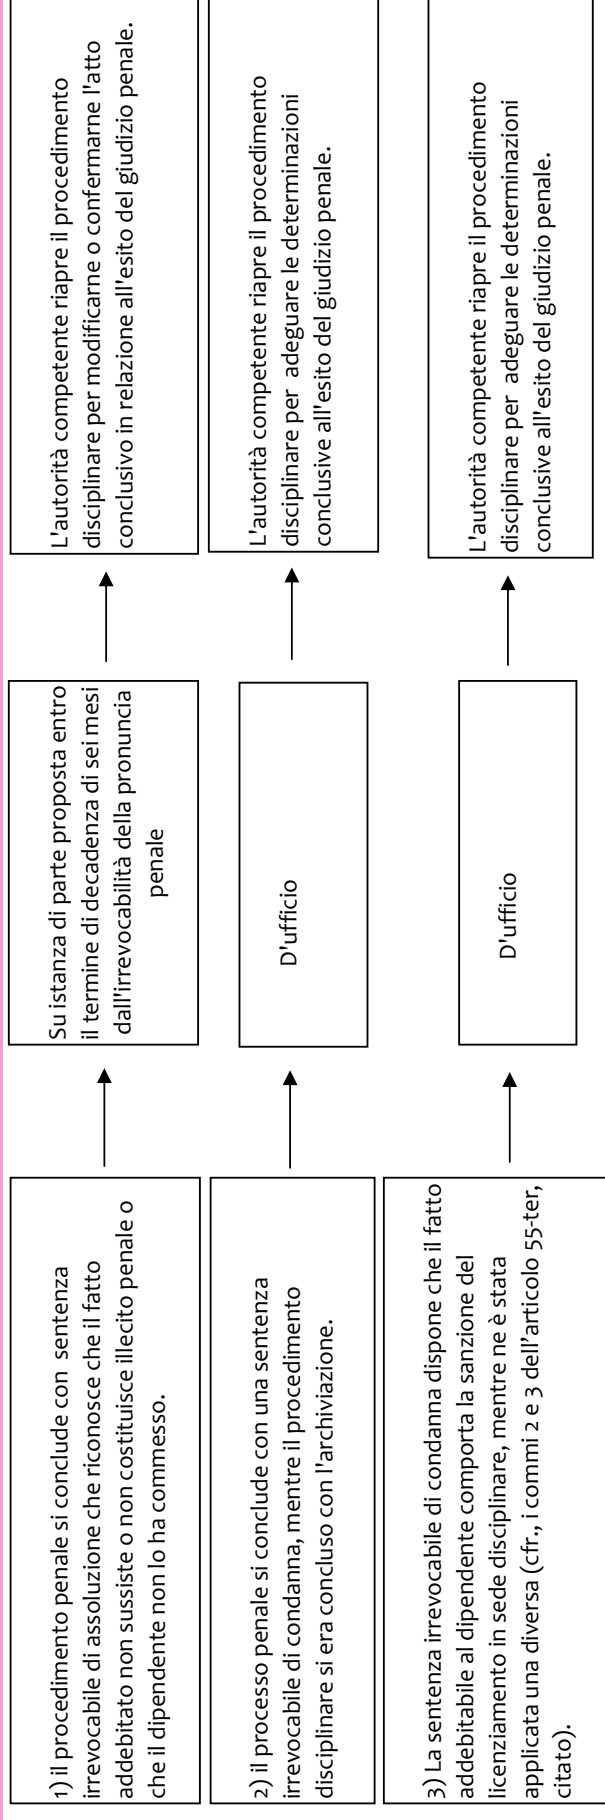 1) il procedimento penale si conclude con sentenza
irrevocabile di assoluzione che riconosce che il fatto
addebitato non sussiste o non costituisce illecito penale o
che il dipendente non lo ha commesso.
Su istanza di parte proposta entro
il termine di decadenza di sei mesi
dall'irrevocabilità della pronuncia
penale
L'autorità competente riapre il procedimento
disciplinare per modificarne o confermarne l'atto
conclusivo in relazione all'esito del giudizio penale.
2) il processo penale si conclude con una sentenza
irrevocabile di condanna, mentre il procedimento
disciplinare si era concluso con l'archiviazione.
D'ufficio
L'autorità competente riapre il procedimento
disciplinare per adeguare le determinazioni
conclusive all'esito del giudizio penale.
3) La sentenza irrevocabile di condanna dispone che il fatto
addebitabile al dipendente comporta la sanzione del
licenziamento in sede disciplinare, mentre ne è stata
applicata una diversa (cfr., i commi 2 e 3 dell'articolo 55-ter,
citato).
D'ufficio
L'autorità competente riapre il procedimento
disciplinare per adeguare le determinazioni
conclusive all'esito del giudizio penale.